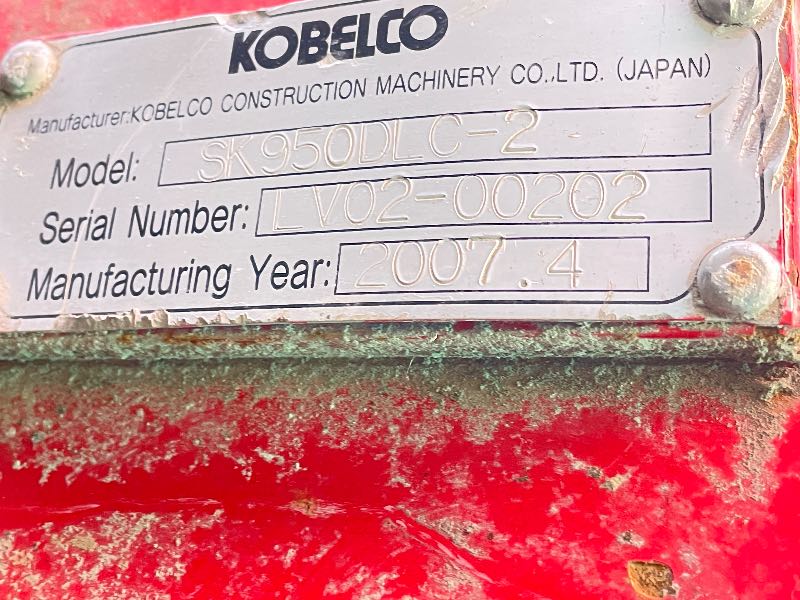 KOBELCO
Manufacturer:KOBELCO CONSTRUCTION MACHINERY CO.,LTD. (JAPAN)
Model: SK950DLC-2
Serial Number: LV02-00202
Manufacturing Year: 2007.4